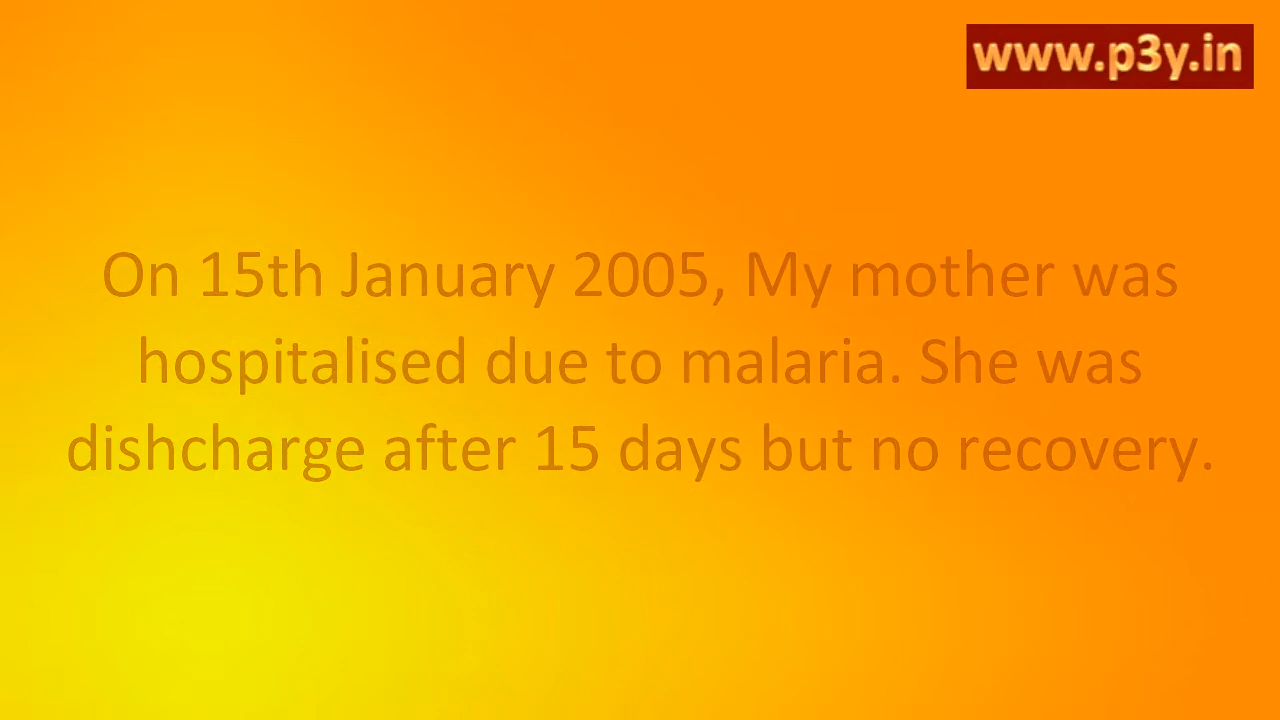 www.p3y.in
On 15th January 2005, My mother was
hospitalised due to malaria. She was
dishcharge after 15 days but no recovery.